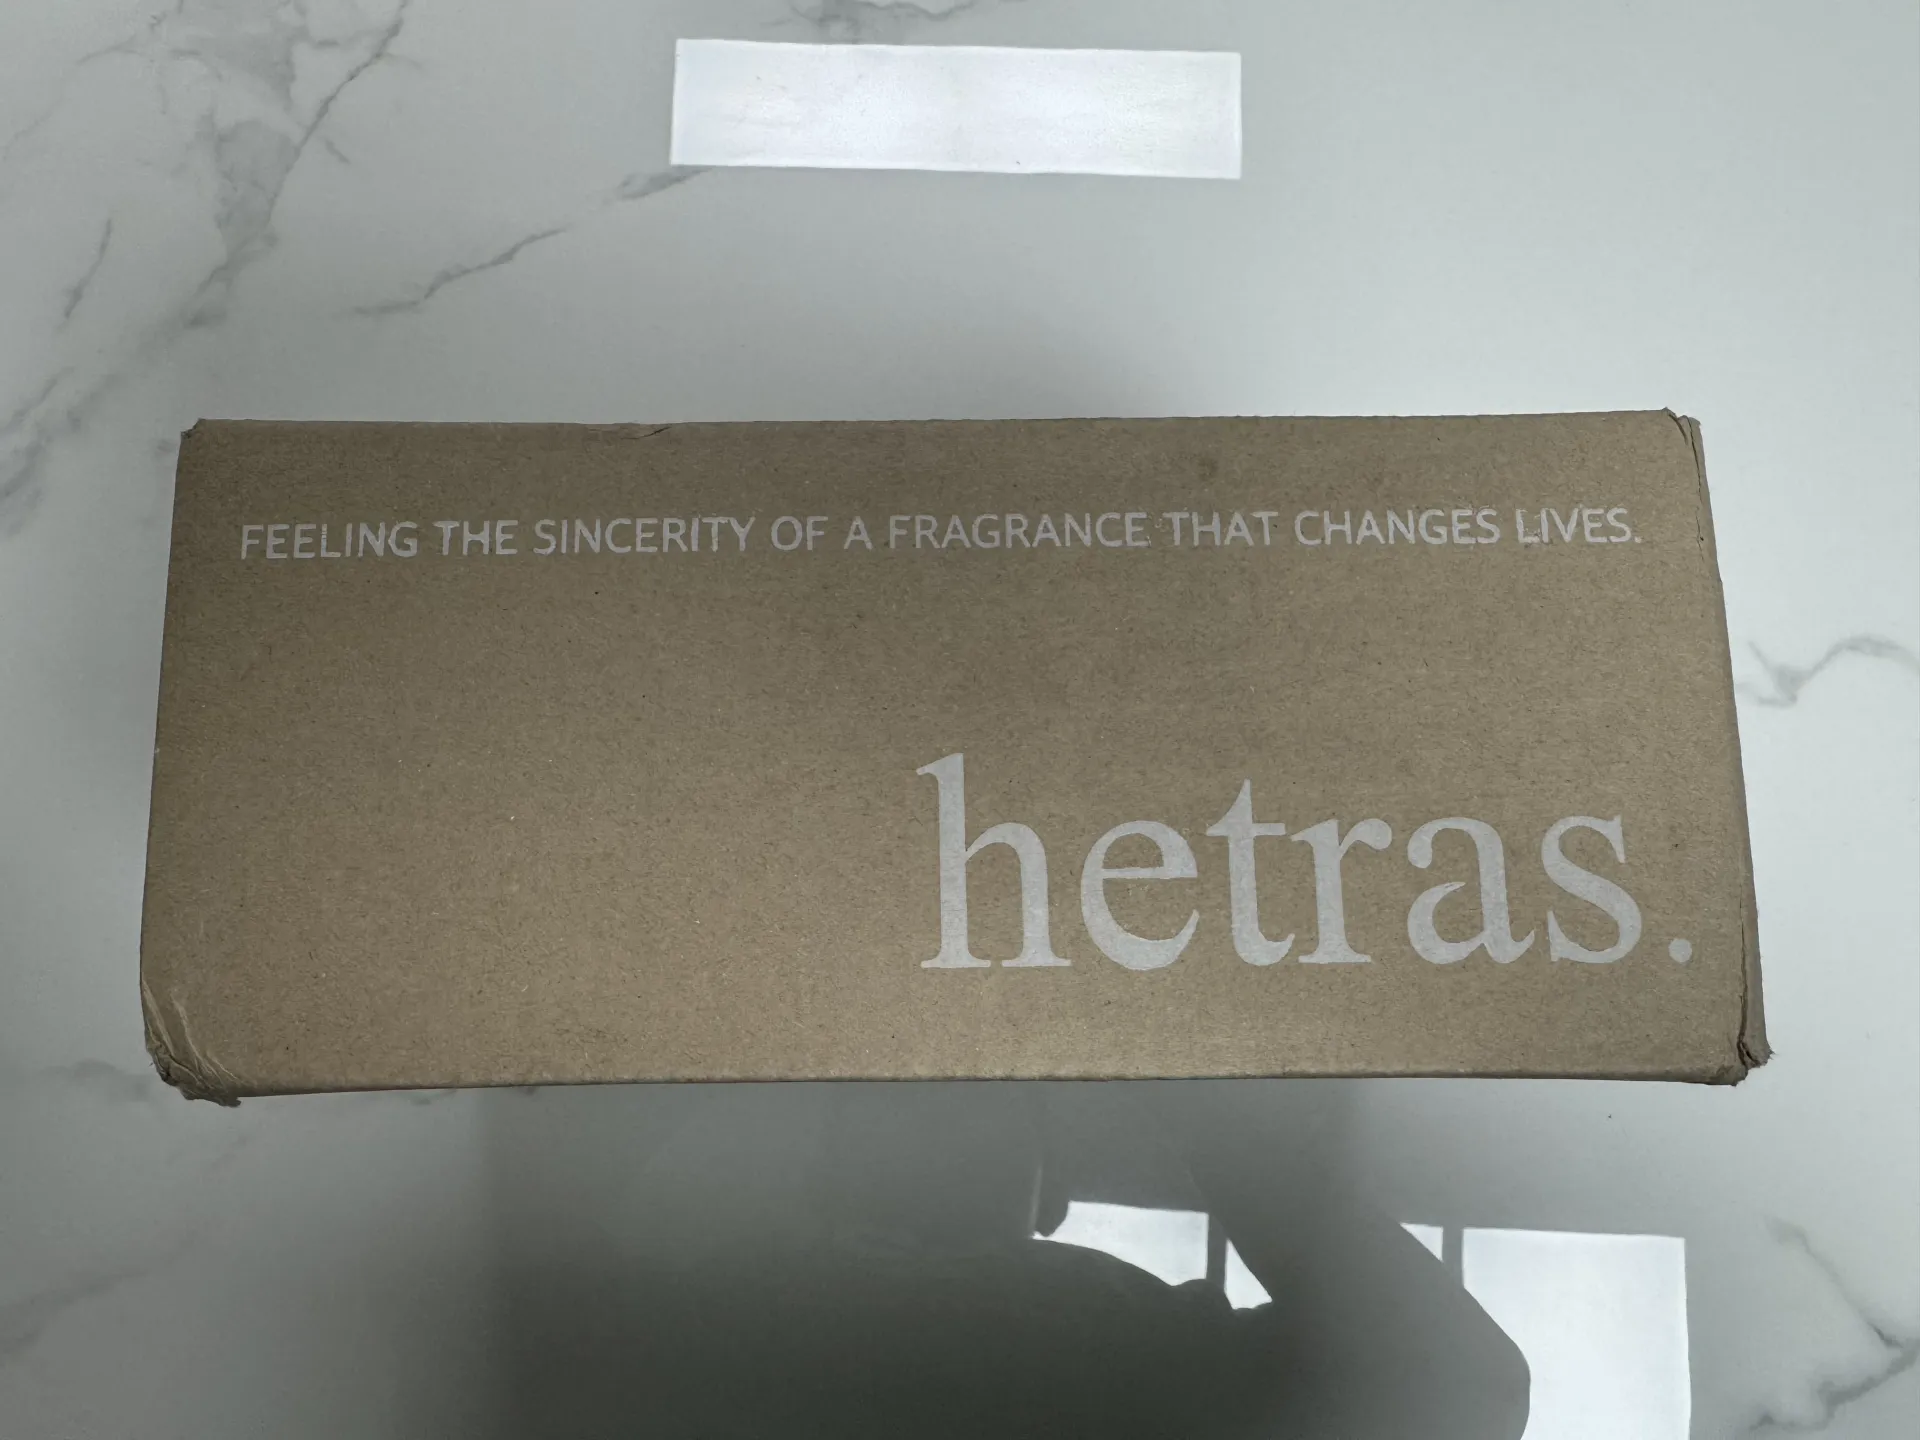 FEELING THE SINCERITY OF A FRAGRANCE THAT CHANGES LIVES.
hetras.